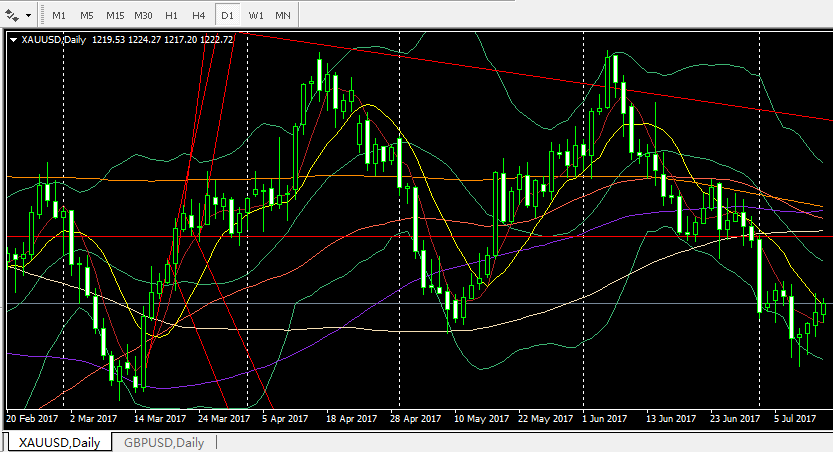 M1 M5 M15 M30 H1 H4 D1 W1 MN
XAUUSD,Daily 1219.53 1224.27 1217.20 1222.72
20 Feb 2017 2 Mar 2017 14 Mar 2017 24 Mar 2017 5 Apr 2017 18 Apr 2017 28 Apr 2017 10 May 2017 22 May 2017 1 Jun 2017 13 Jun 2017 23 Jun 2017 5 Jul 2017
XAUUSD,Daily GBPUSD,Daily